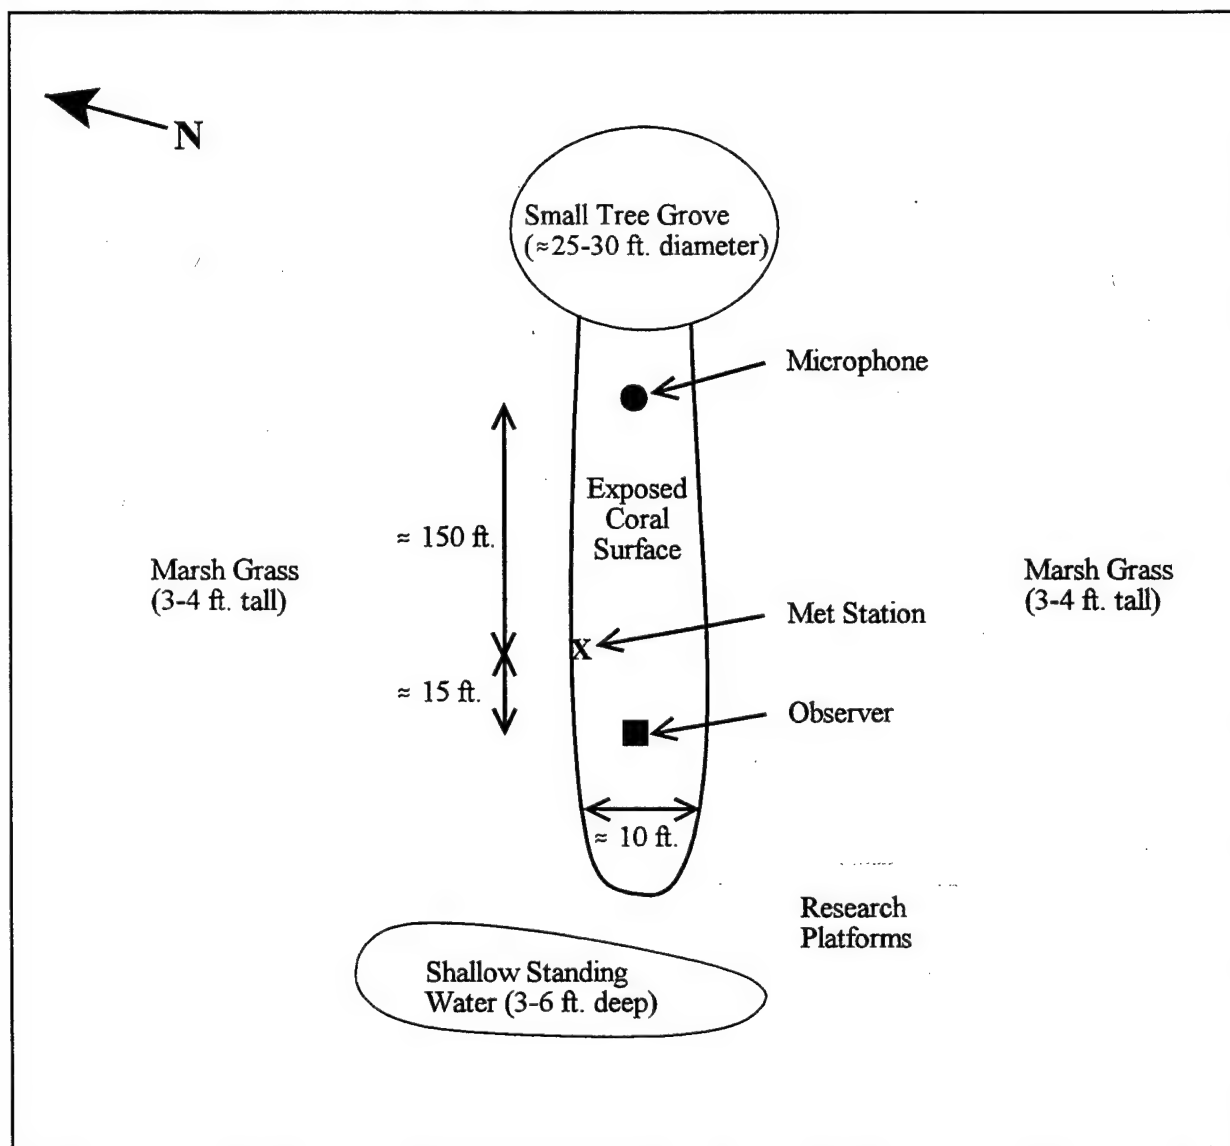 N
Small Tree Grove
(≈25-30 ft. diameter)
Microphone
Exposed
Coral
Surface
≈ 150 ft.
Marsh Grass
(3-4 ft. tall)
Marsh Grass
(3-4 ft. tall)
Met Station
X
≈ 15 ft.
Observer
≈ 10 ft.
Research
Platforms
Shallow Standing
Water (3-6 ft. deep)